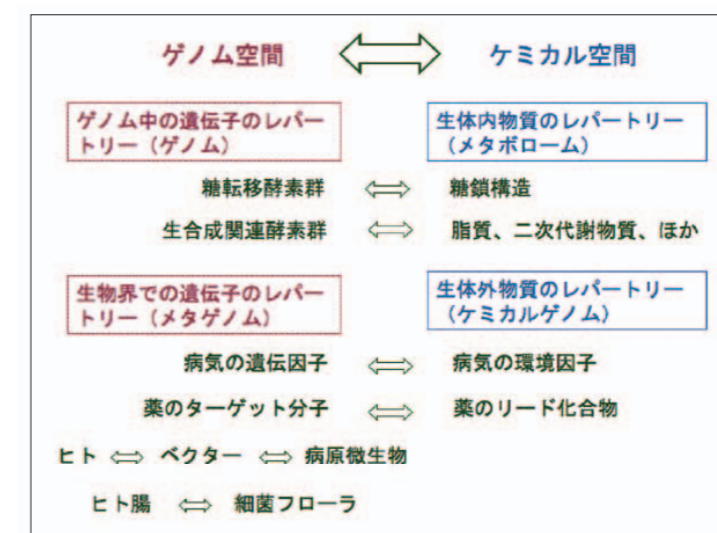 ゲノム空間 ⇔ ケミカル空間
ゲノム中の遺伝子のレパー
トリー（ゲノム）
生体内物質のレパートリー
（メタボローム）
糖転移酵素群 ⇔ 糖鎖構造
生合成関連酵素群 ⇔ 脂質、二次代謝物質、ほか
生物界での遺伝子のレパー
トリー（メタゲノム）
生体外物質のレパートリー
（ケミカルゲノム）
病気の遺伝因子 ⇔ 病気の環境因子
薬のターゲット分子 ⇔ 薬のリード化合物
ヒト ⇔ ベクター ⇔ 病原微生物
ヒト腸 ⇔ 細菌フローラ